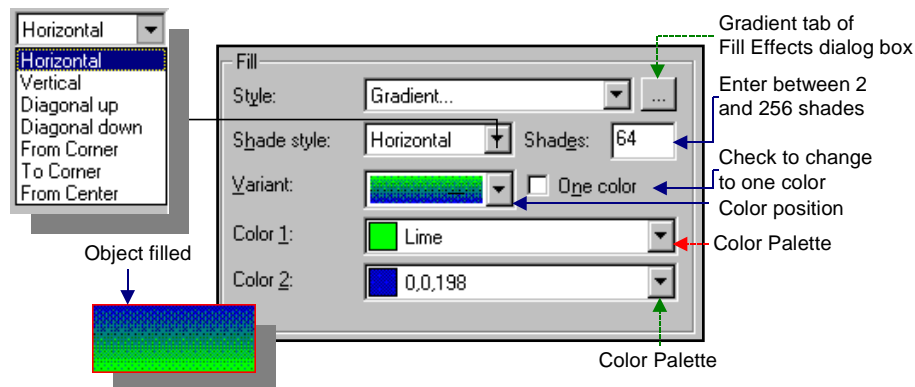 Horizontal
Horizontal
Vertical
Diagonal up
Diagonal down
From Corner
To Corner
From Center
Object filled
Fill
Style:
Gradient...
...
Shade style:
Horizontal
Shades:
64
Variant:
One color
Color 1:
Lime
Color 2:
0,0,198
Gradient tab of
Fill Effects dialog box
Enter between 2
and 256 shades
Check to change
to one color
Color position
Color Palette
Color Palette